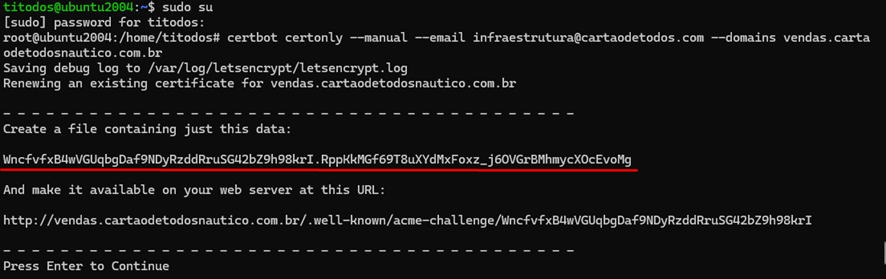 titodos@ubuntu2004:~$ sudo su
[sudo] password for titodos:
root@ubuntu2004:/home/titodos# certbot certonly --manual --email infraestrutura@cartaodetodos.com --domains vendas.carta
odetodosnautico.com.br
Saving debug log to /var/log/letsencrypt/letsencrypt.log
Renewing an existing certificate for vendas.cartaodetodosnautico.com.br
- - - - - - - - - - - - - - - - - - - - - - - - - - - - - - - - - - - - - - - -
Create a file containing just this data:
WncfvfxB4wVGUqbgDaf9NDyRzddRruSG42bZ9h98krI.RppKkMGf69T8uXYdMxFoxz_j6OVGrBMhmycXOcEvoMg
And make it available on your web server at this URL:
http://vendas.cartaodetodosnautico.com.br/.well-known/acme-challenge/WncfvfxB4wVGUqbgDaf9NDyRzddRruSG42bZ9h98krI
- - - - - - - - - - - - - - - - - - - - - - - - - - - - - - - - - - - - - - - -
Press Enter to Continue